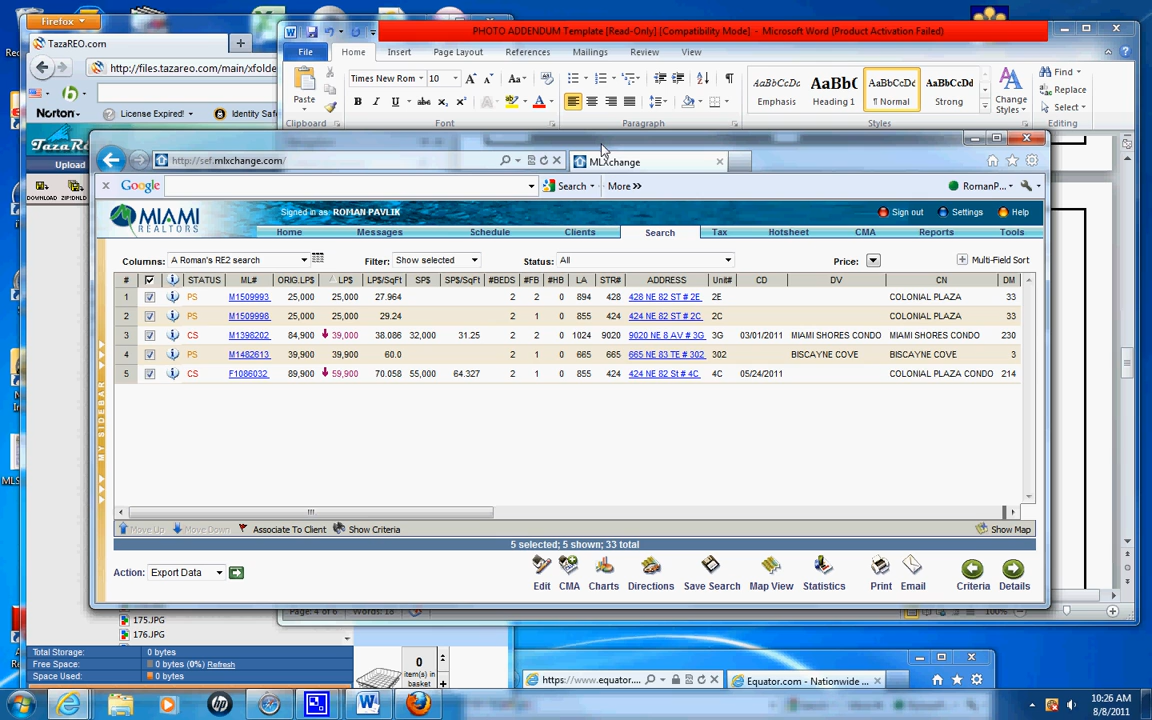 Firefox
PHOTO ADDENDUM Template [Read-Only] [Compatibility Mode] - Microsoft Word (Product Activation Failed)
TazaREO.com
File Home Insert Page Layout References Mailings Review View
http://files.tazareo.com/main/xfolde
Times New Rom 10
Paste
AaBbCcDc AaBb( AaBbCcDc AaBbCcDc
Emphasis Heading 1 ¶ Normal Strong
Change Styles
Find
Replace
Select
Clipboard Font Paragraph Styles Editing
Norton License Expired! Identity Safe
Upload
DOWNLOAD ZIP/DNLD
http://sef.mlxchange.com/
MLXchange
Google Search More >> RomanP...
MIAMI REALTORS
Signed in as: ROMAN PAVLIK
Sign out Settings Help
Home Messages Schedule Clients Search Tax Hotsheet CMA Reports Tools
Columns: A Roman's RE2 search Filter: Show selected Status: All Price: Multi-Field Sort
# STATUS ML# ORIG.LP$ LP$ LP$/SqFt SP$ SP$/SqFt #BEDS #FB #HB LA STR# ADDRESS Unit# CD DV CN DM
1 PS M1509993 25,000 25,000 27.964 2 2 0 894 428 428 NE 82 ST # 2E 2E COLONIAL PLAZA 33
2 PS M1509998 25,000 25,000 29.24 2 1 0 855 424 424 NE 82 ST # 2C 2C COLONIAL PLAZA 33
3 CS M1398202 84,900 39,000 38.086 32,000 31.25 2 2 0 1024 9020 9020 NE 8 AV # 3G 3G 03/01/2011 MIAMI SHORES CONDO MIAMI SHORES CONDO 230
4 PS M1482613 39,900 39,900 60.0 2 1 0 665 665 665 NE 83 TE # 302 302 BISCAYNE COVE BISCAYNE COVE 3
5 CS F1086032 89,900 59,900 70.058 55,000 64.327 2 1 0 855 424 424 NE 82 St # 4C 4C 05/24/2011 COLONIAL PLAZA CONDO 214
MY SIDEBAR
Move Up Move Down Associate To Client Show Criteria Show Map
5 selected; 5 shown; 33 total
Action: Export Data
Edit CMA Charts Directions Save Search Map View Statistics Print Email Criteria Details
Page: 4 of 6 Words: 18 100%
175.JPG
176.JPG
Total Storage: 0 bytes
Free Space: 0 bytes (0%) Refresh
Space Used:
0
item(s) in basket
https://www.equator....
Equator.com - Nationwide ...
10:26 AM
8/8/2011